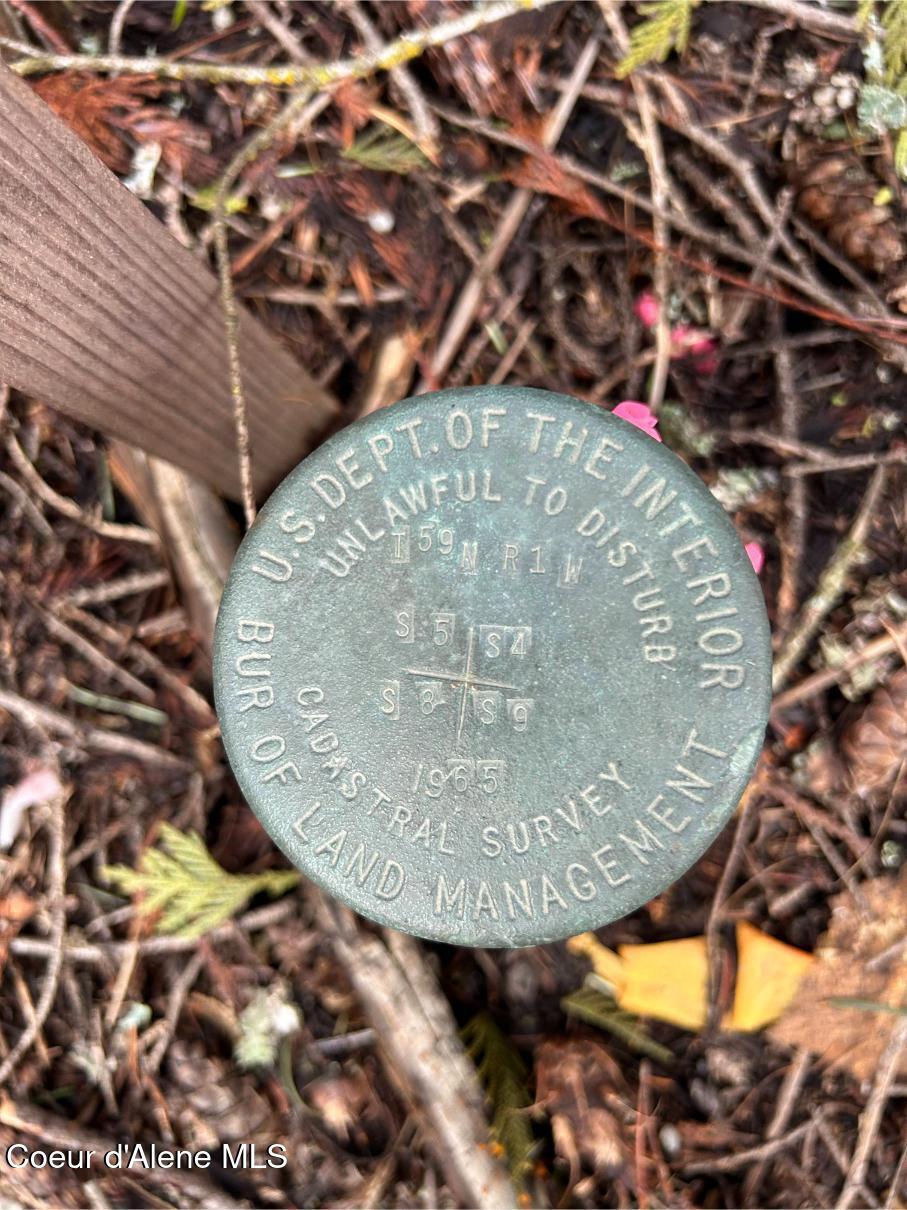 U.S. DEPT. OF THE INTERIOR
UNLAWFUL TO DISTURB
T 59 N R 1 W
S 5 S 4
S 8 S 9
1965
CADASTRAL SURVEY
BUR OF LAND MANAGEMENT
Coeur d'Alene MLS